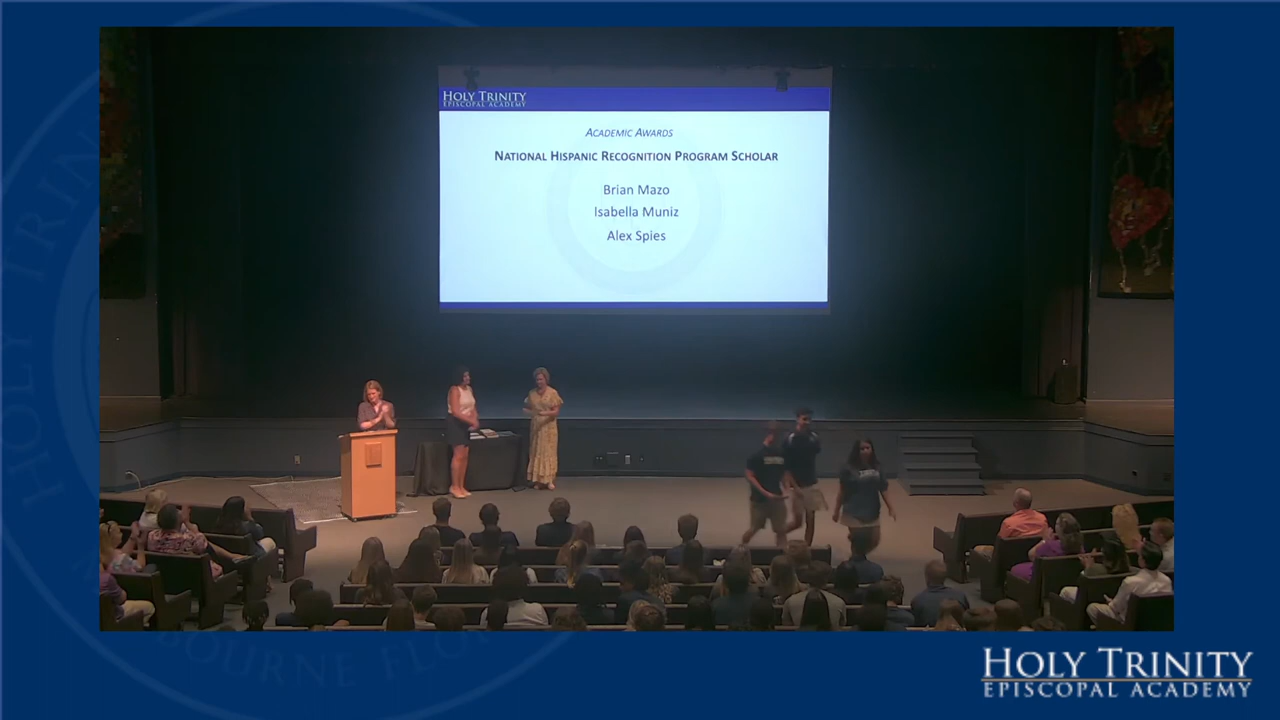 HOLY TRINITY
EPISCOPAL ACADEMY
ACADEMIC AWARDS
NATIONAL HISPANIC RECOGNITION PROGRAM SCHOLAR
Brian Mazo
Isabella Muniz
Alex Spies
HOLY TRINITY
EPISCOPAL ACADEMY